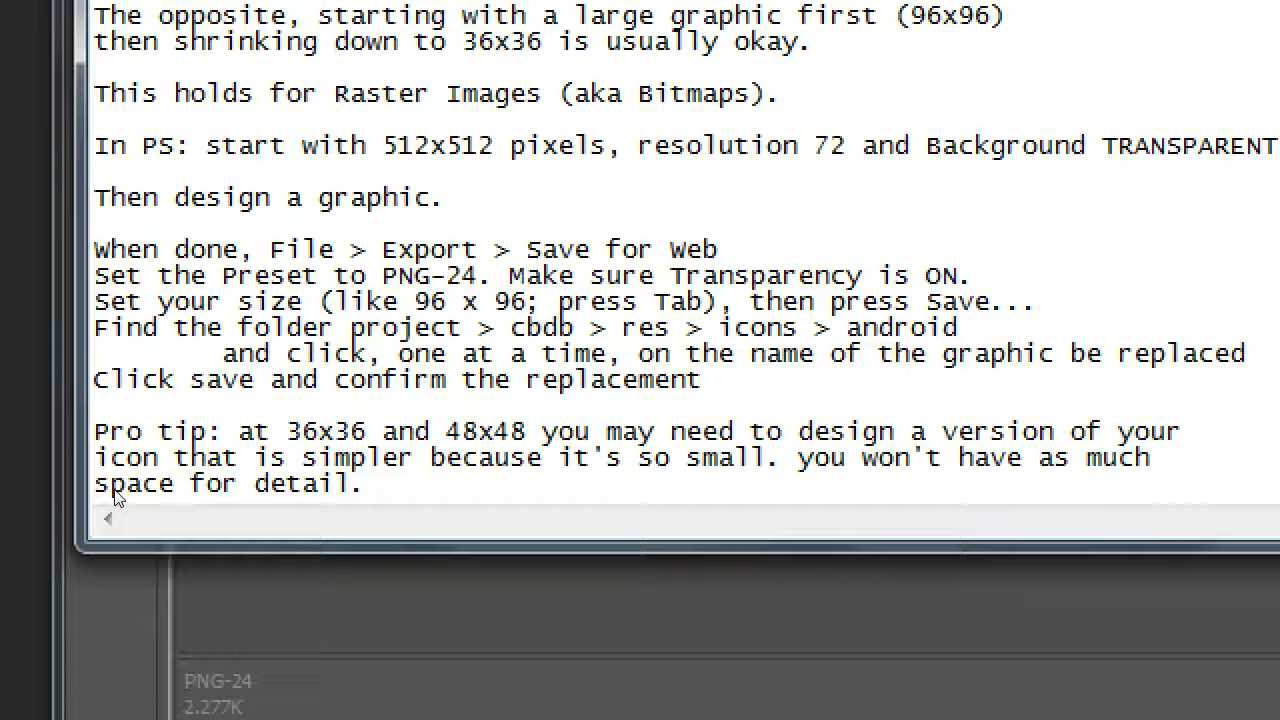 The opposite, starting with a large graphic first (96x96)
then shrinking down to 36x36 is usually okay.
This holds for Raster Images (aka Bitmaps).
In PS: start with 512x512 pixels, resolution 72 and Background TRANSPARENT
Then design a graphic.
When done, File > Export > Save for Web
Set the Preset to PNG-24. Make sure Transparency is ON.
Set your size (like 96 x 96; press Tab), then press Save...
Find the folder project > cbdb > res > icons > android
and click, one at a time, on the name of the graphic be replaced
Click save and confirm the replacement
Pro tip: at 36x36 and 48x48 you may need to design a version of your
icon that is simpler because it's so small. you won't have as much
space for detail.
PNG-24
2.277K